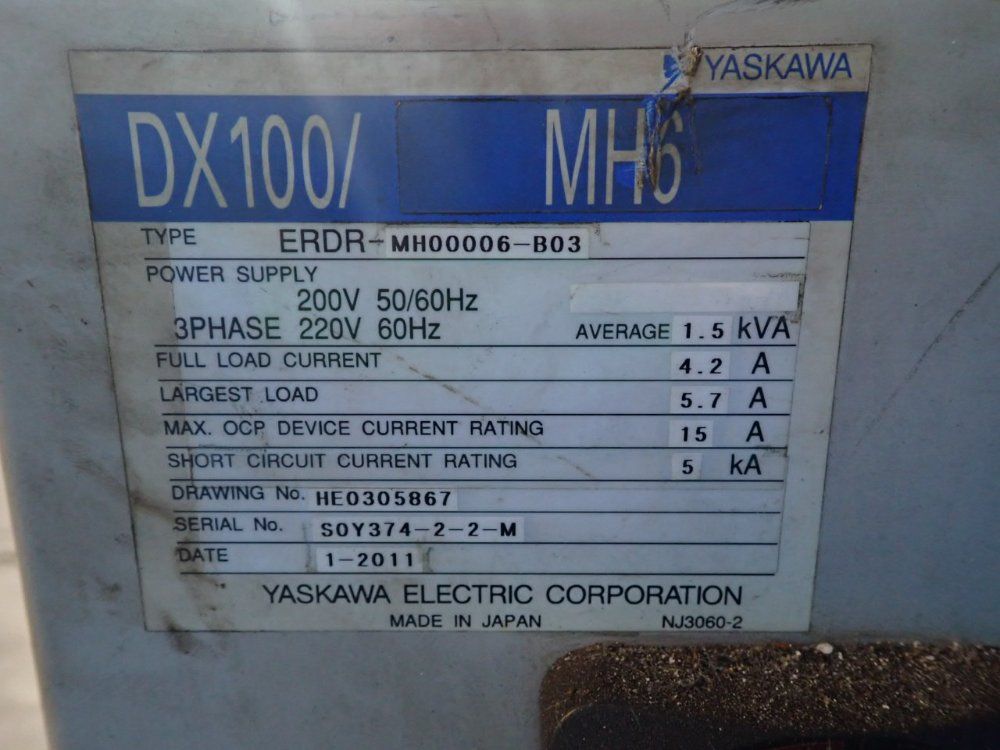 YASKAWA
DX100/ MH6
TYPE ERDR-MH00006-B03
POWER SUPPLY
200V 50/60Hz
3PHASE 220V 60Hz AVERAGE 1.5 kVA
FULL LOAD CURRENT 4.2 A
LARGEST LOAD 5.7 A
MAX. OCP DEVICE CURRENT RATING 15 A
SHORT CIRCUIT CURRENT RATING 5 kA
DRAWING No. HE0305867
SERIAL No. S0Y374-2-2-M
DATE 1-2011
YASKAWA ELECTRIC CORPORATION
MADE IN JAPAN NJ3060-2